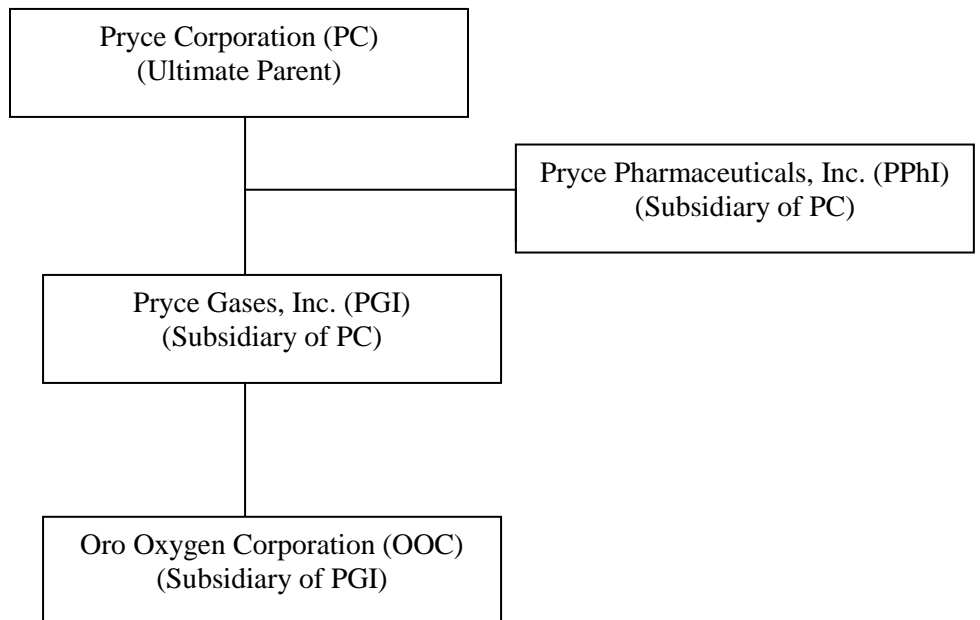 Pryce Corporation (PC)
(Ultimate Parent)
Pryce Pharmaceuticals, Inc. (PPhI)
(Subsidiary of PC)
Pryce Gases, Inc. (PGI)
(Subsidiary of PC)
Oro Oxygen Corporation (OOC)
(Subsidiary of PGI)